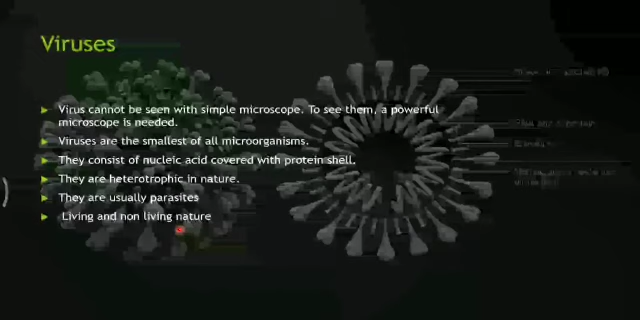 Viruses
Virus cannot be seen with simple microscope. To see them, a powerful
microscope is needed.
Viruses are the smallest of all microorganisms.
They consist of nucleic acid covered with protein shell.
They are heterotrophic in nature.
They are usually parasites
Living and non living nature